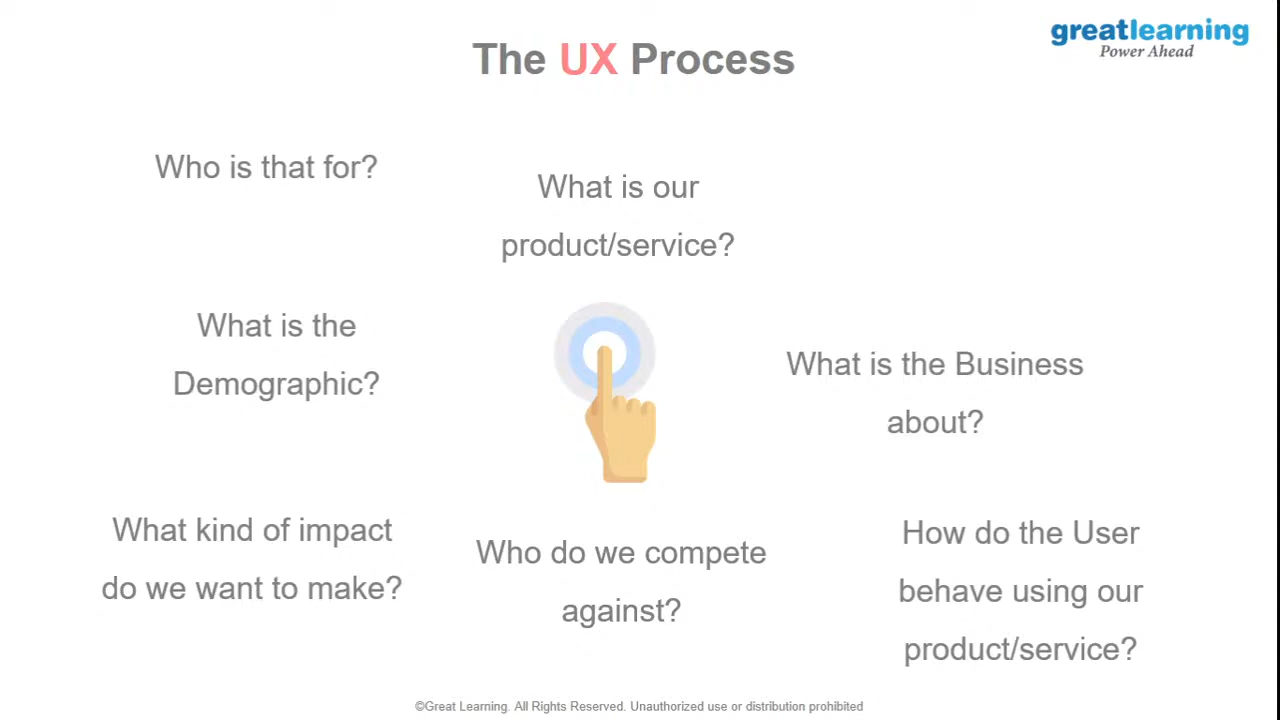 greatlearning
Power Ahead
The UX Process
Who is that for?
What is our
product/service?
What is the
Demographic?
What is the Business
about?
What kind of impact
do we want to make?
Who do we compete
against?
How do the User
behave using our
product/service?
©Great Learning. All Rights Reserved. Unauthorized use or distribution prohibited